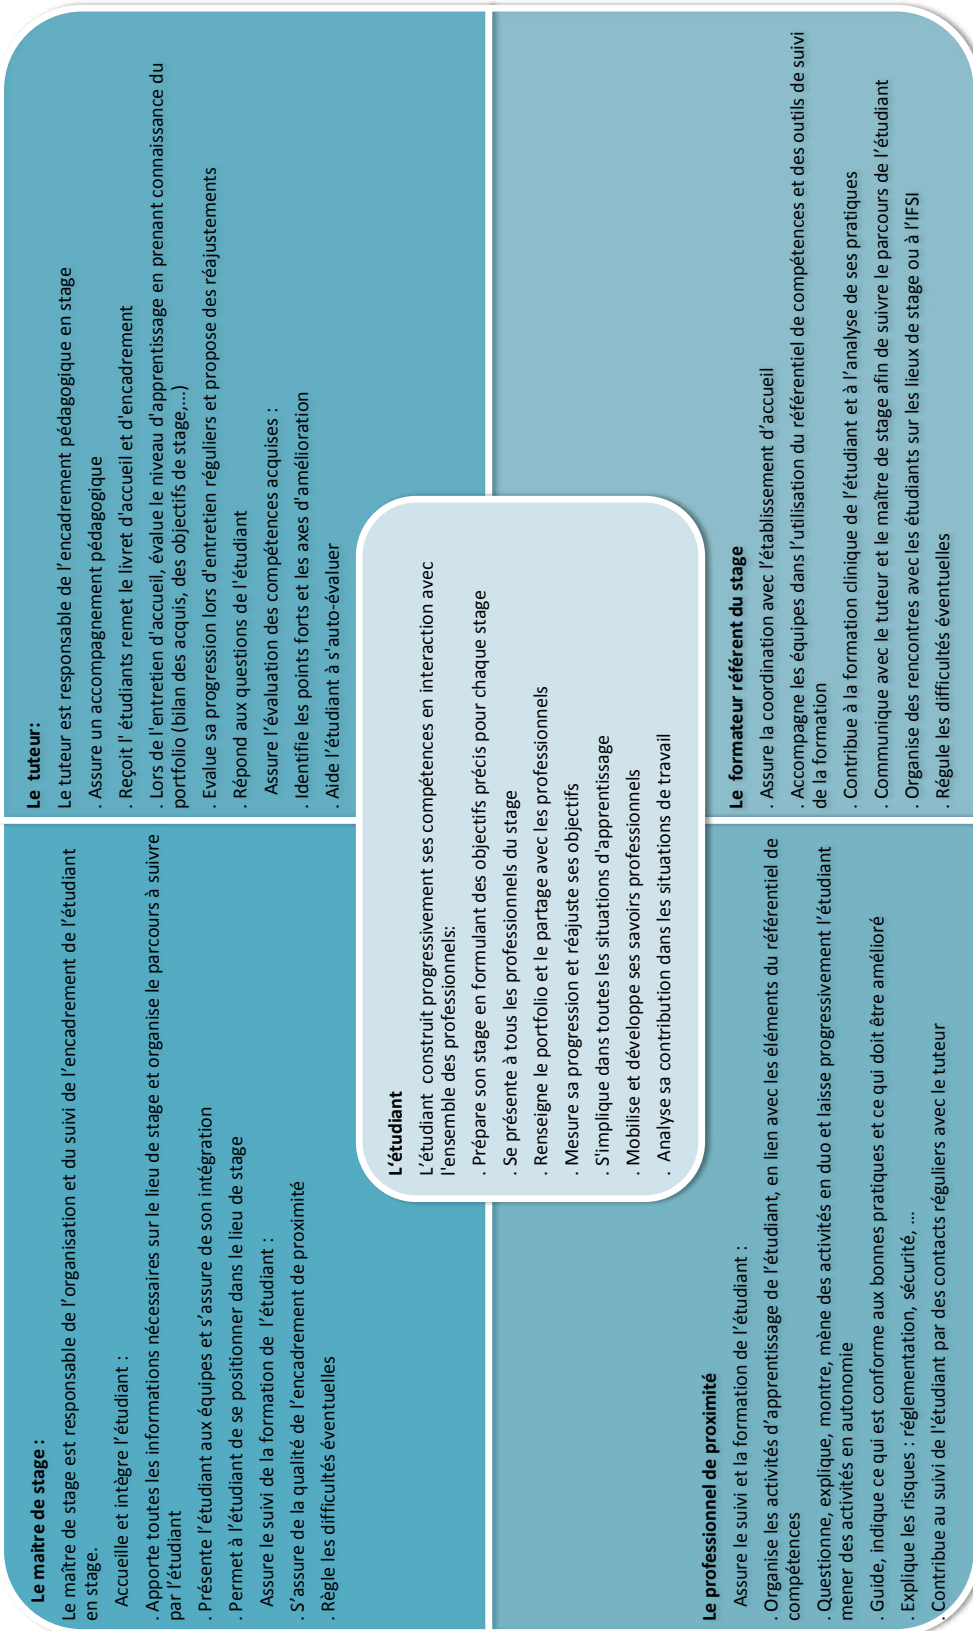 Le maître de stage :
Le maître de stage est responsable de l'organisation et du suivi de l'encadrement de l'étudiant
en stage.
Accueille et intègre l'étudiant :
. Apporte toutes les informations nécessaires sur le lieu de stage et organise le parcours à suivre
par l'étudiant
. Présente l'étudiant aux équipes et s'assure de son intégration
. Permet à l'étudiant de se positionner dans le lieu de stage
Assure le suivi de la formation de l'étudiant :
. S'assure de la qualité de l'encadrement de proximité
. Règle les difficultés éventuelles
Le tuteur:
Le tuteur est responsable de l'encadrement pédagogique en stage
. Assure un accompagnement pédagogique
. Reçoit l' étudiants remet le livret d'accueil et d'encadrement
. Lors de l'entretien d'accueil, évalue le niveau d'apprentissage en prenant connaissance du
portfolio (bilan des acquis, des objectifs de stage,...)
. Evalue sa progression lors d'entretien réguliers et propose des réajustements
. Répond aux questions de l'étudiant
Assure l'évaluation des compétences acquises :
. Identifie les points forts et les axes d'amélioration
. Aide l'étudiant à s'auto-évaluer
L'étudiant
L'étudiant construit progressivement ses compétences en interaction avec
l'ensemble des professionnels:
. Prépare son stage en formulant des objectifs précis pour chaque stage
. Se présente à tous les professionnels du stage
. Renseigne le portfolio et le partage avec les professionnels
. Mesure sa progression et réajuste ses objectifs
. S'implique dans toutes les situations d'apprentissage
. Mobilise et développe ses savoirs professionnels
. Analyse sa contribution dans les situations de travail
Le professionnel de proximité
Assure le suivi et la formation de l'étudiant :
. Organise les activités d'apprentissage de l'étudiant, en lien avec les éléments du référentiel de
compétences
. Questionne, explique, montre, mène des activités en duo et laisse progressivement l'étudiant
mener des activités en autonomie
. Guide, indique ce qui est conforme aux bonnes pratiques et ce qui doit être amélioré
. Explique les risques : réglementation, sécurité, ...
. Contribue au suivi de l'étudiant par des contacts réguliers avec le tuteur
Le formateur référent du stage
. Assure la coordination avec l'établissement d'accueil
. Accompagne les équipes dans l'utilisation du référentiel de compétences et des outils de suivi
de la formation
. Contribue à la formation clinique de l'étudiant et à l'analyse de ses pratiques
. Communique avec le tuteur et le maître de stage afin de suivre le parcours de l'étudiant
. Organise des rencontres avec les étudiants sur les lieux de stage ou à l'IFSI
. Régule les difficultés éventuelles